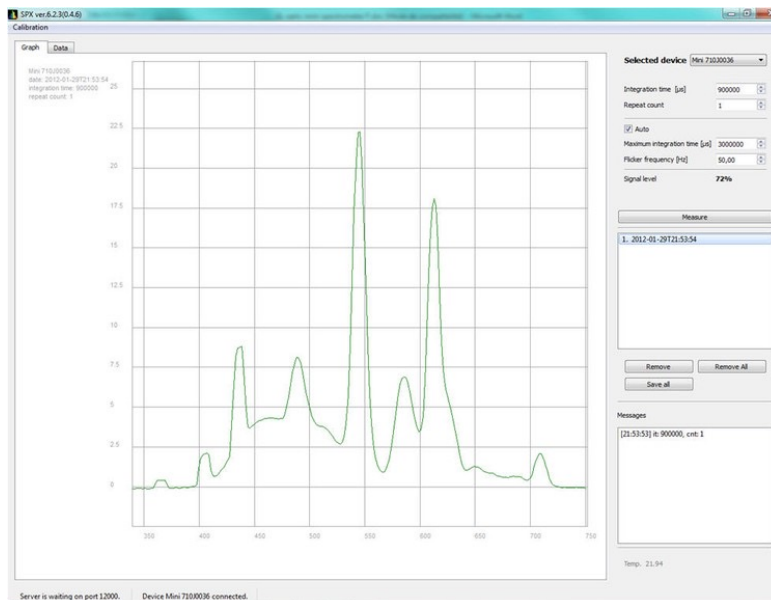 SPX ver.6.2.3(0.4.6)
Calibration
Graph Data
Mini 710J0036
date: 2012-01-29T21:53:54
integration time: 900000
repeat count: 1
25
22.5
20
17.5
15
12.5
10
7.5
5
2.5
0
350 400 450 500 550 600 650 700 750
Selected device Mini 710J0036
Integration time [µs] 900000
Repeat count 1
Auto
Maximum integration time [µs] 3000000
Flicker frequency [Hz] 50,00
Signal level 72%
Measure
1. 2012-01-29T21:53:54
Remove Remove All
Save all
Messages
[21:53:53] it: 900000, cnt: 1
Temp. 21.94
Server is waiting on port 12000. Device Mini 710J0036 connected.